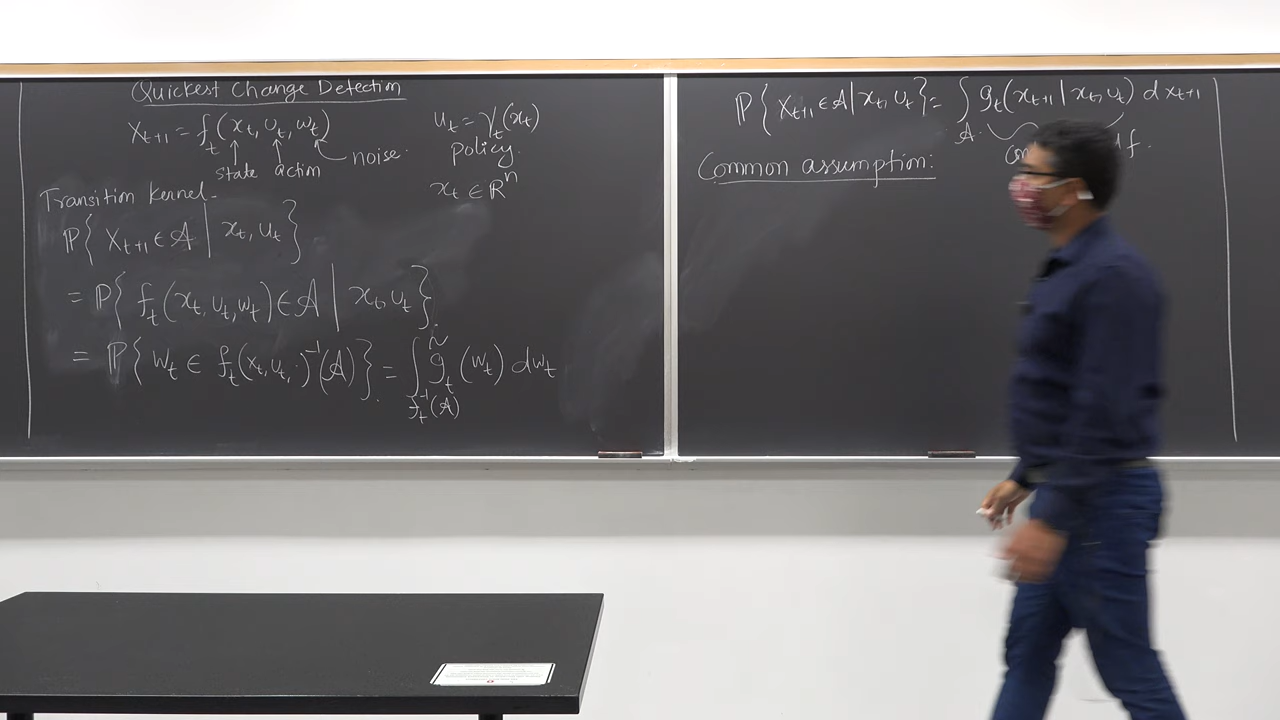 Quickest Change Detection
X_{t+1} = f_t(x_t, u_t, w_t)
noise.
state action
u_t = γ_t(x_t)
policy.
x_t ∈ ℝ^n
Transition kernel.
ℙ{ X_{t+1} ∈ A | x_t, u_t }
= ℙ{ f_t(x_t, u_t, w_t) ∈ A | x_t, u_t }.
= ℙ{ w_t ∈ f_t(x_t, u_t, ·)^{-1}(A) }. = ∫_{f_t^{-1}(A)} g̃_t(w_t) dw_t
ℙ{ X_{t+1} ∈ A | x_t, u_t } = ∫_A g_t(x_{t+1} | x_t, u_t) dx_{t+1}
Common assumption: